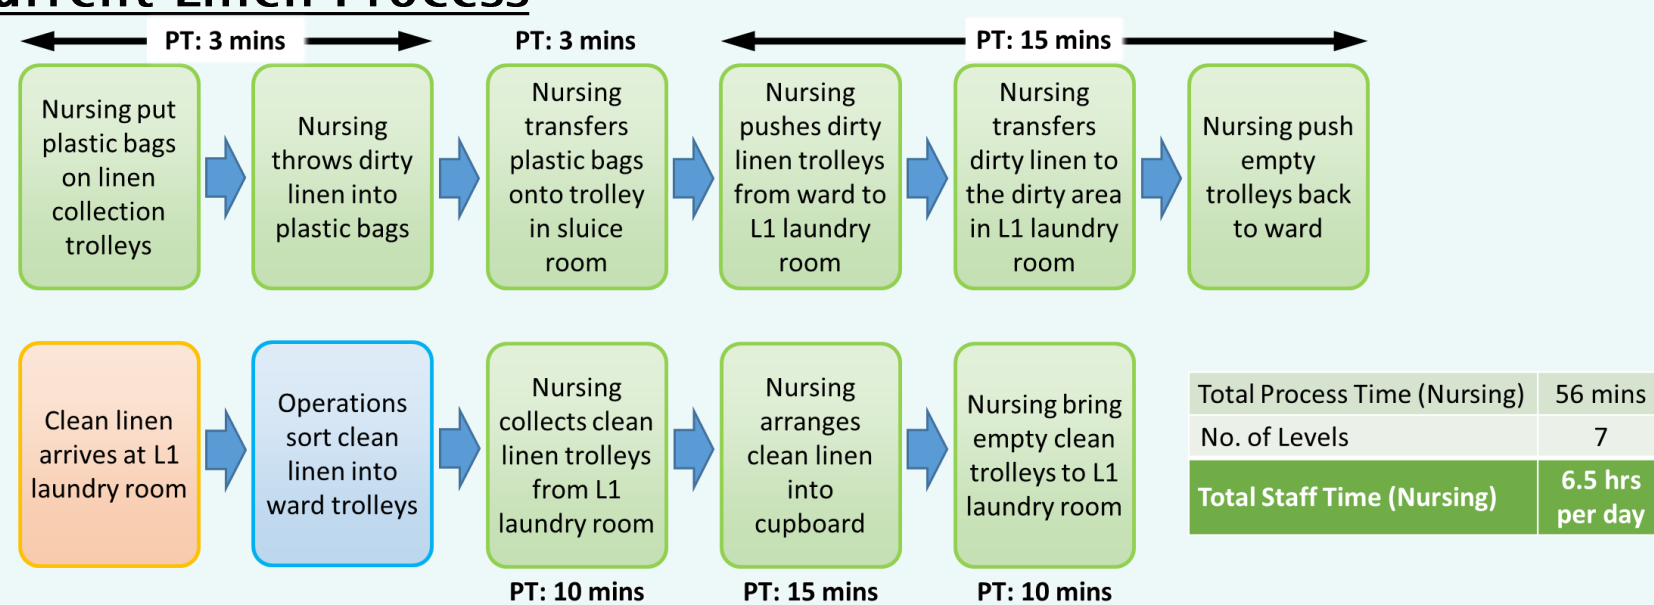 PT: 3 mins
PT: 3 mins
PT: 15 mins
Nursing put
plastic bags
on linen
collection
trolleys
Nursing
throws dirty
linen into
plastic bags
Nursing
transfers
plastic bags
onto trolley
in sluice
room
Nursing
pushes dirty
linen trolleys
from ward to
L1 laundry
room
Nursing
transfers
dirty linen to
the dirty area
in L1 laundry
room
Nursing push
empty
trolleys back
to ward
Clean linen
arrives at L1
laundry room
Operations
sort clean
linen into
ward trolleys
Nursing
collects clean
linen trolleys
from L1
laundry room
Nursing
arranges
clean linen
into
cupboard
Nursing bring
empty clean
trolleys to L1
laundry room
PT: 10 mins
PT: 15 mins
PT: 10 mins
Total Process Time (Nursing) 56 mins
No. of Levels 7
Total Staff Time (Nursing) 6.5 hrs
per day